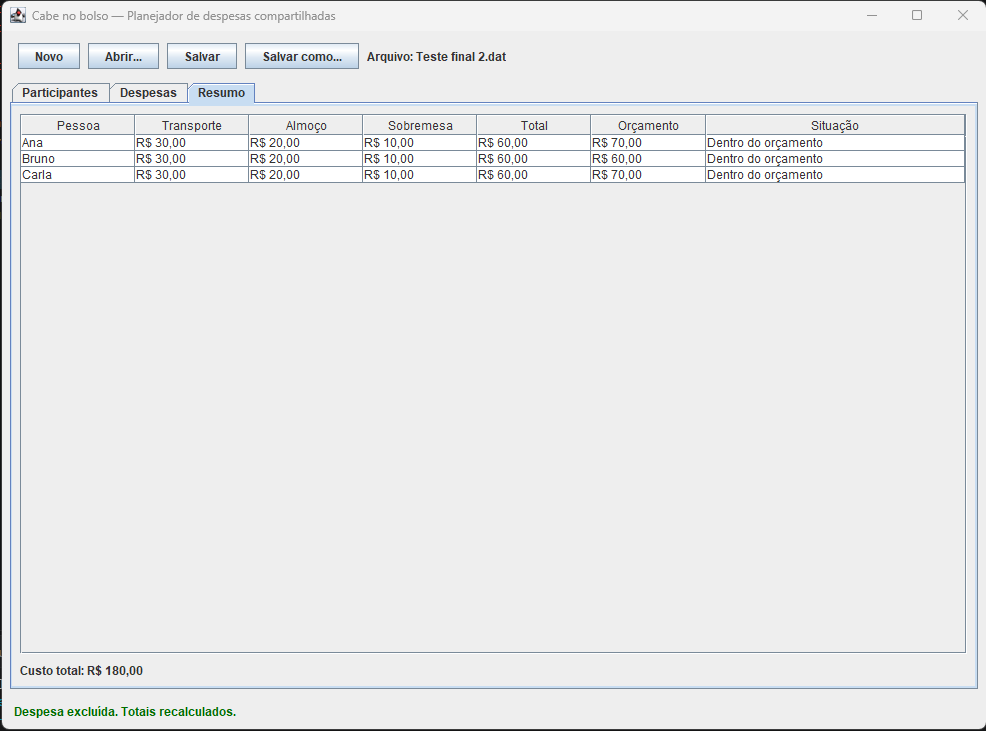 Cabe no bolso — Planejador de despesas compartilhadas
Novo Abrir... Salvar Salvar como... Arquivo: Teste final 2.dat
Participantes Despesas Resumo
Pessoa Transporte Almoço Sobremesa Total Orçamento Situação
Ana R$ 30,00 R$ 20,00 R$ 10,00 R$ 60,00 R$ 70,00 Dentro do orçamento
Bruno R$ 30,00 R$ 20,00 R$ 10,00 R$ 60,00 R$ 60,00 Dentro do orçamento
Carla R$ 30,00 R$ 20,00 R$ 10,00 R$ 60,00 R$ 70,00 Dentro do orçamento
Custo total: R$ 180,00
Despesa excluída. Totais recalculados.